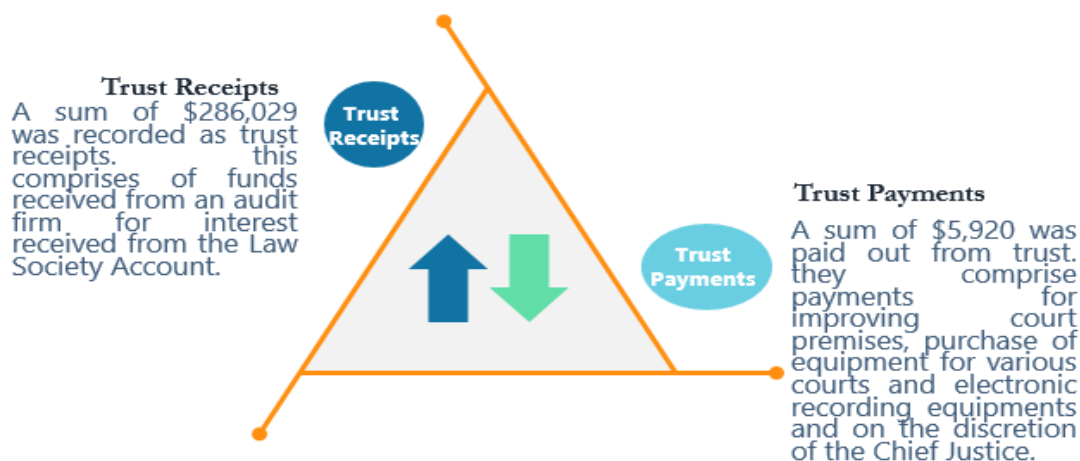 Trust Receipts
A sum of $286,029
was recorded as trust
receipts. this
comprises of funds
received from an audit
firm for interest
received from the Law
Society Account.
Trust
Receipts
Trust
Payments
Trust Payments
A sum of $5,920 was
paid out from trust.
they comprise
payments for
improving court
premises, purchase of
equipment for various
courts and electronic
recording equipments
and on the discretion
of the Chief Justice.